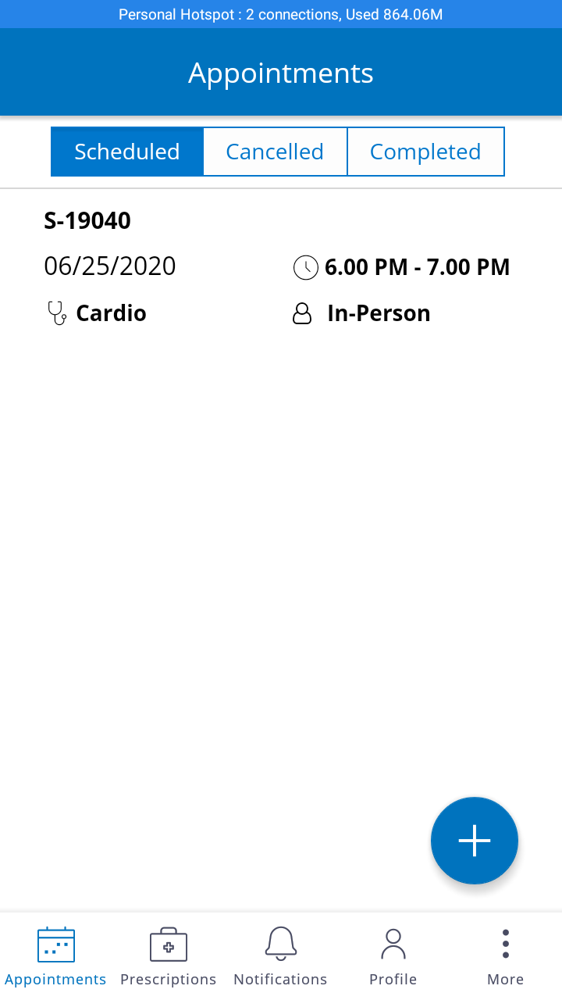 Personal Hotspot : 2 connections, Used 864.06M
Appointments
Scheduled Cancelled Completed
S-19040
06/25/2020 6.00 PM - 7.00 PM
Cardio In-Person
Appointments Prescriptions Notifications Profile More